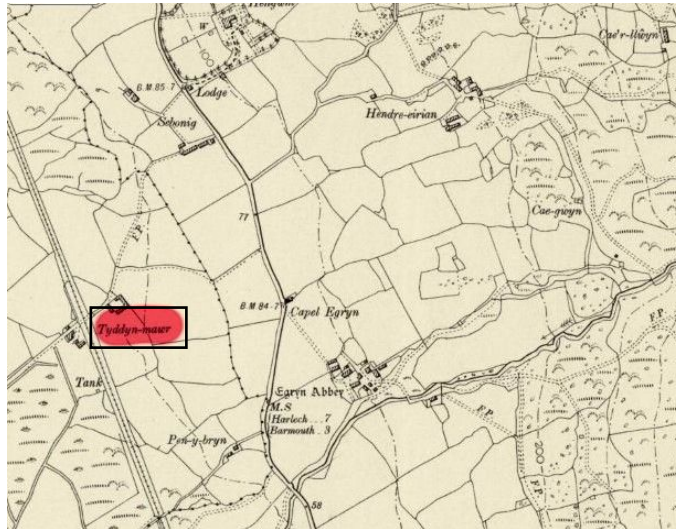 Hengwm
W
Cae'r-llwyn
B.M.85·7
Lodge
Hendre-eirian
Sebonig
Cae-gwyn
77
F.P.
B.M 84·7
Capel Egryn
Tyddyn-mawr
F.P.
Tank
Egryn Abbey
M.S
Harlech...7
Barmouth.3
F.P.
Pen-y-bryn
200
58
F.P.